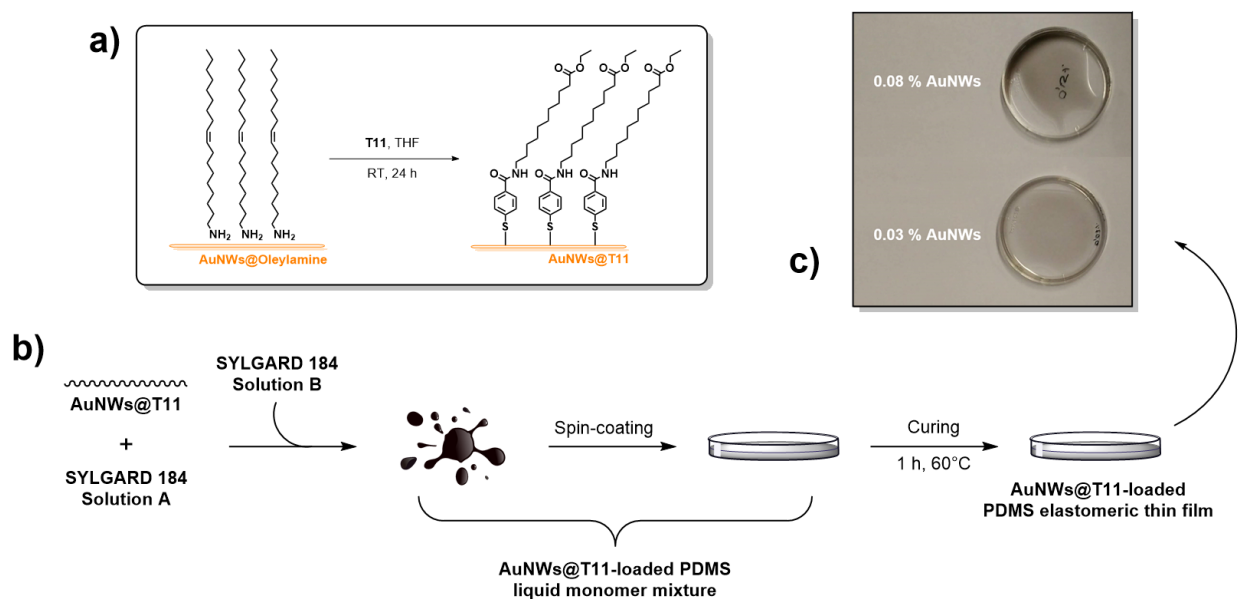 a)
T11, THF
RT, 24 h
NH₂ NH₂ NH₂
AuNWs@Oleylamine
O O O
O O O
O NH O NH O NH
S S S
AuNWs@T11
c)
0.08 % AuNWs
0.03 % AuNWs
b)
AuNWs@T11
+
SYLGARD 184
Solution A
SYLGARD 184
Solution B
Spin-coating
Curing
1 h, 60°C
AuNWs@T11-loaded
PDMS elastomeric thin film
AuNWs@T11-loaded PDMS
liquid monomer mixture